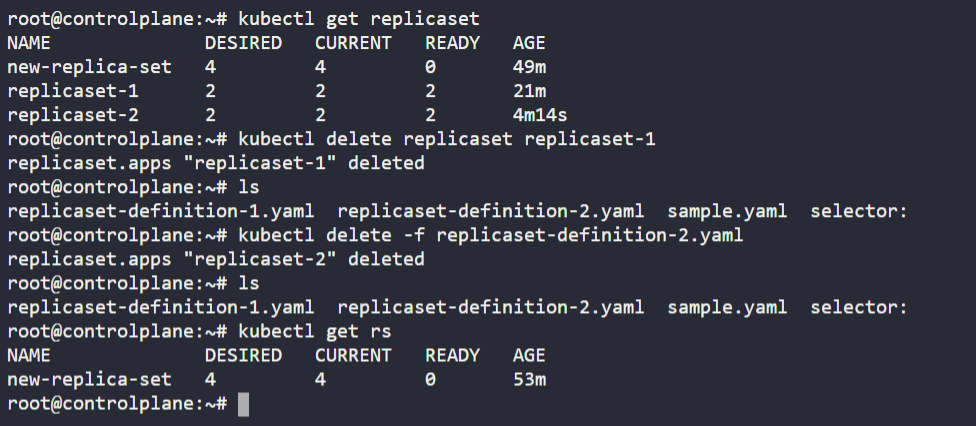 root@controlplane:~# kubectl get replicaset
NAME              DESIRED   CURRENT   READY   AGE
new-replica-set   4         4         0       49m
replicaset-1      2         2         2       21m
replicaset-2      2         2         2       4m14s
root@controlplane:~# kubectl delete replicaset replicaset-1
replicaset.apps "replicaset-1" deleted
root@controlplane:~# ls
replicaset-definition-1.yaml  replicaset-definition-2.yaml  sample.yaml  selector:
root@controlplane:~# kubectl delete -f replicaset-definition-2.yaml
replicaset.apps "replicaset-2" deleted
root@controlplane:~# ls
replicaset-definition-1.yaml  replicaset-definition-2.yaml  sample.yaml  selector:
root@controlplane:~# kubectl get rs
NAME              DESIRED   CURRENT   READY   AGE
new-replica-set   4         4         0       53m
root@controlplane:~#